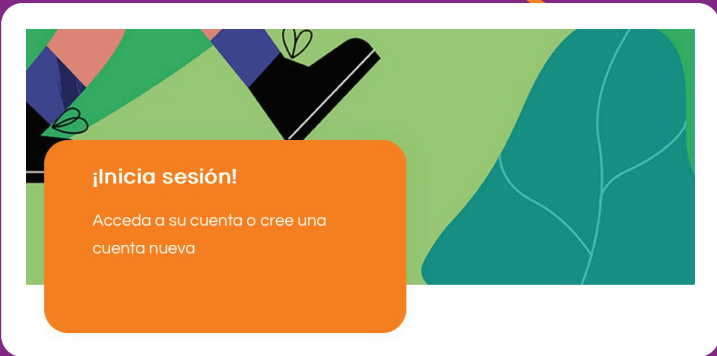 ¡Inicia sesión!
Acceda a su cuenta o cree una
cuenta nueva